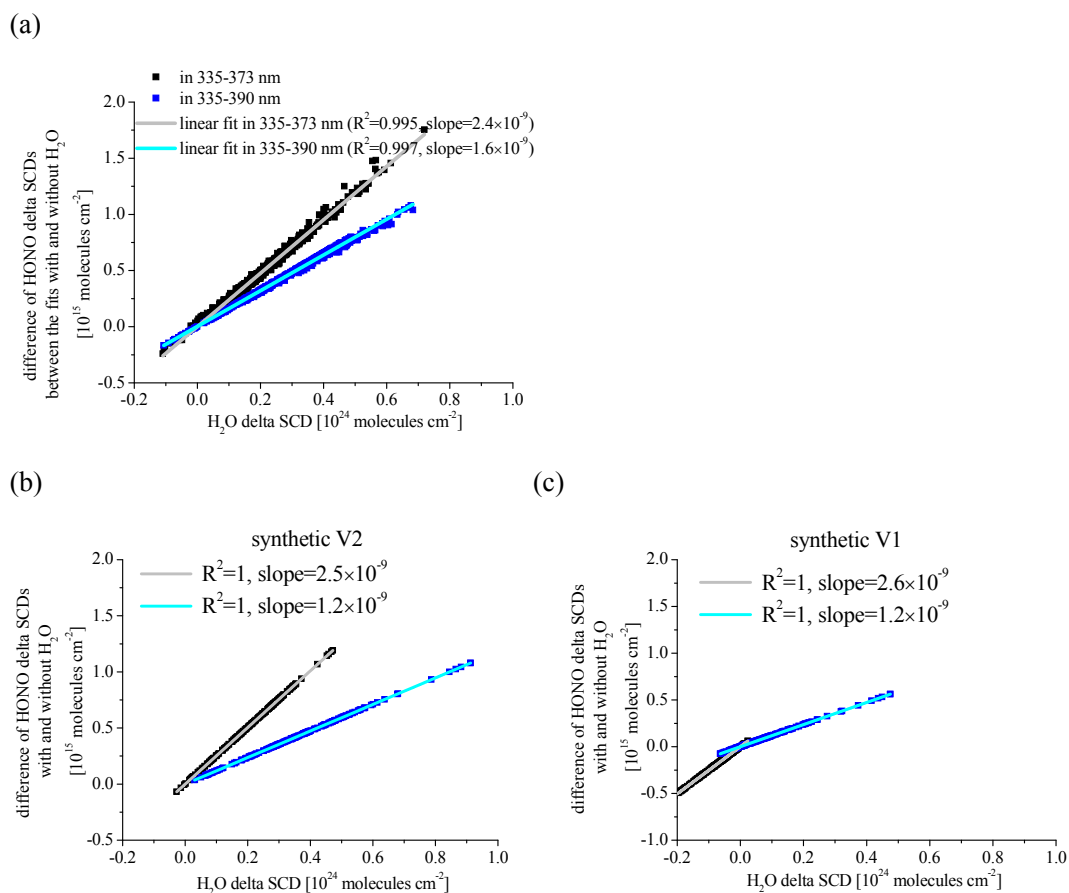 (a)
in 335-373 nm
in 335-390 nm
linear fit in 335-373 nm (R²=0.995, slope=2.4×10⁻⁹)
linear fit in 335-390 nm (R²=0.997, slope=1.6×10⁻⁹)
difference of HONO delta SCDs
between the fits with and without H₂O
[10¹⁵ molecules cm⁻²]
2.0
1.5
1.0
0.5
0.0
-0.5
-0.2 0.0 0.2 0.4 0.6 0.8 1.0
H₂O delta SCD [10²⁴ molecules cm⁻²]
(b)
synthetic V2
R²=1, slope=2.5×10⁻⁹
R²=1, slope=1.2×10⁻⁹
difference of HONO delta SCDs
with and without H₂O
[10¹⁵ molecules cm⁻²]
2.0
1.5
1.0
0.5
0.0
-0.5
-0.2 0.0 0.2 0.4 0.6 0.8 1.0
H₂O delta SCD [10²⁴ molecules cm⁻²]
(c)
synthetic V1
R²=1, slope=2.6×10⁻⁹
R²=1, slope=1.2×10⁻⁹
difference of HONO delta SCDs
with and without H₂O
[10¹⁵ molecules cm⁻²]
2.0
1.5
1.0
0.5
0.0
-0.5
-1.0
-0.2 0.0 0.2 0.4 0.6 0.8 1.0
H₂O delta SCD [10²⁴ molecules cm⁻²]